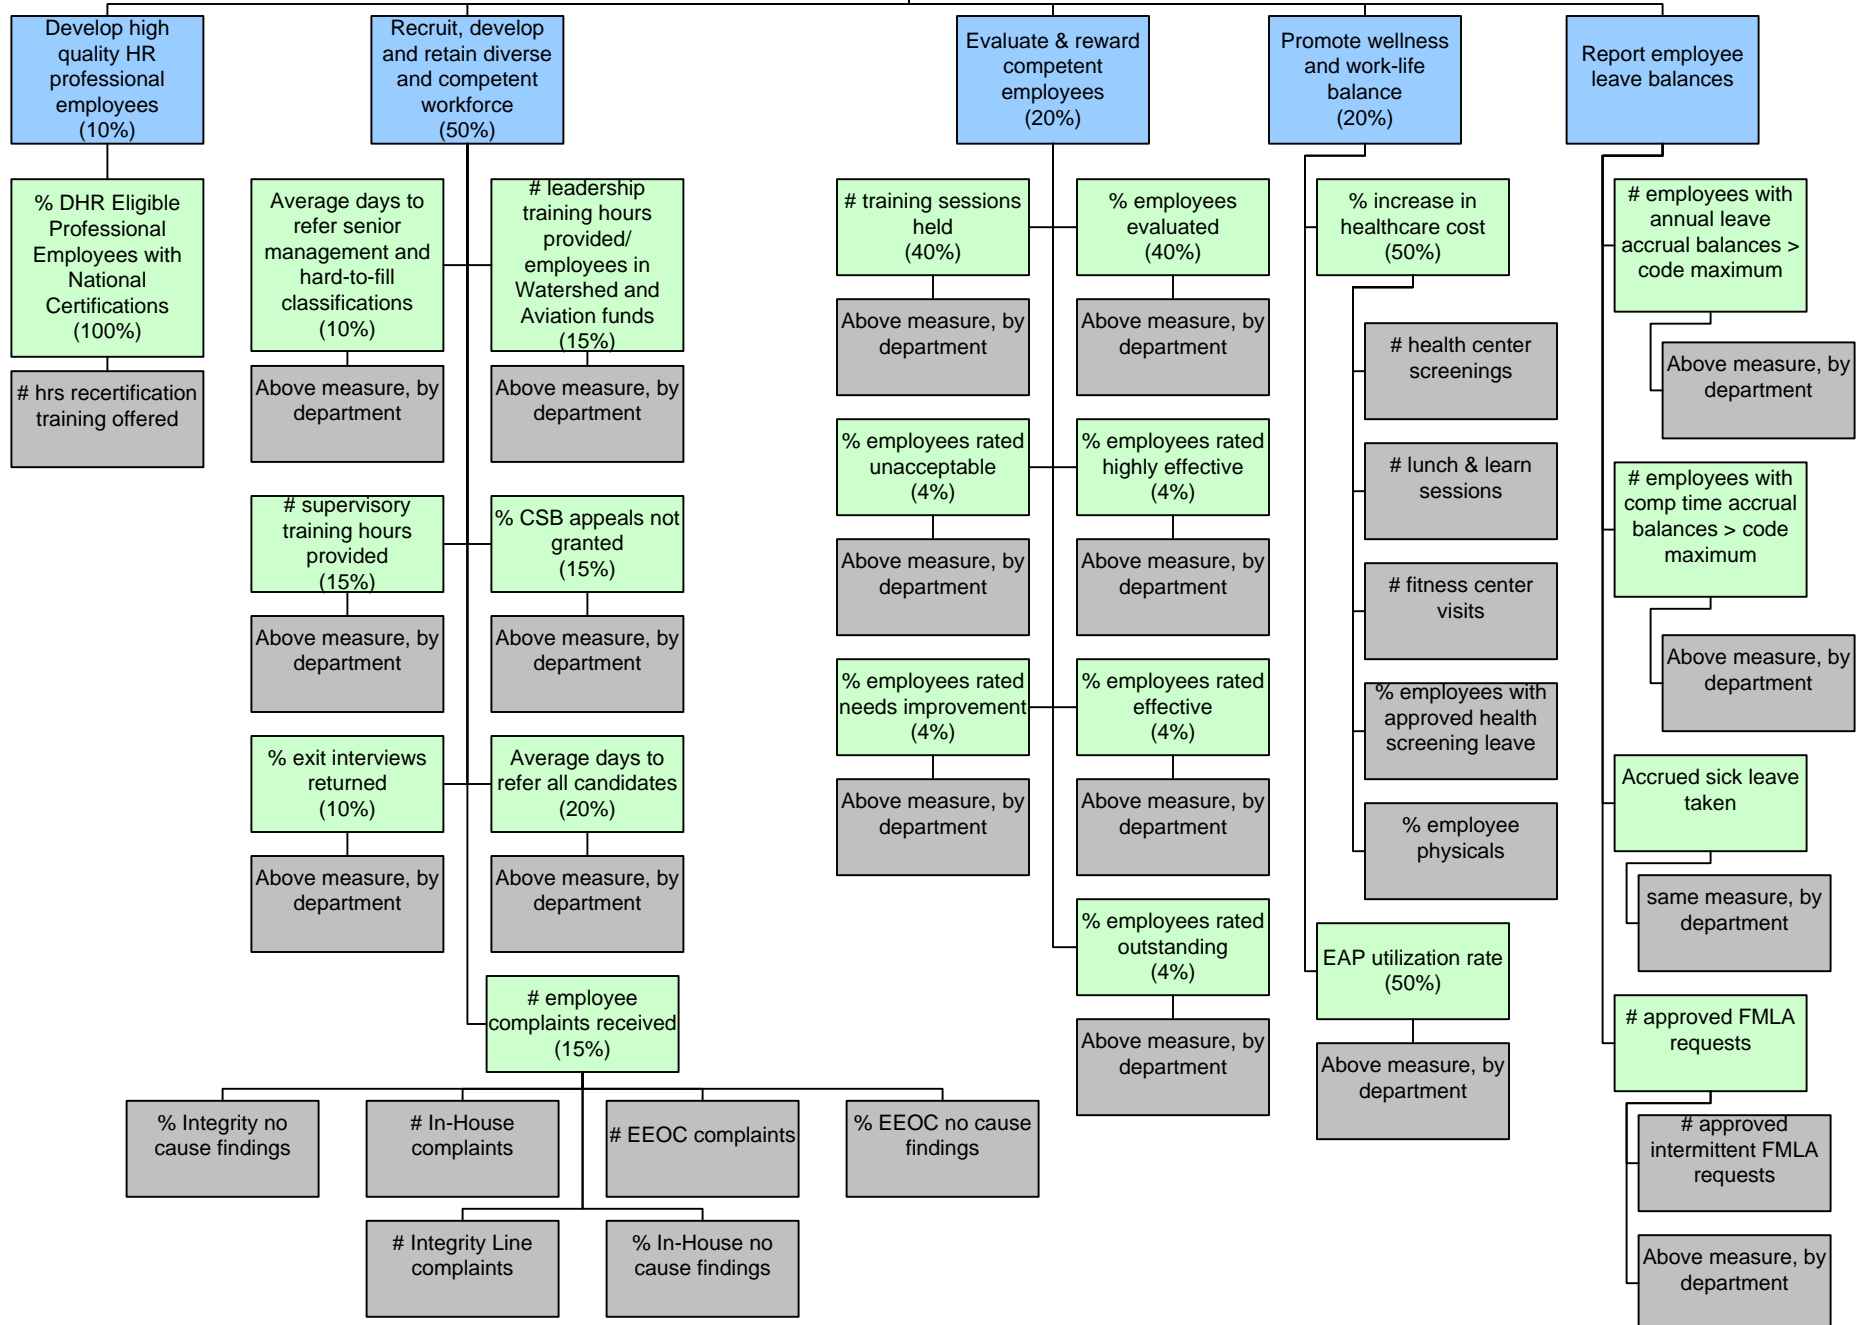 Develop high
quality HR
professional
employees
(10%)
Recruit, develop
and retain diverse
and competent
workforce
(50%)
Evaluate & reward
competent
employees
(20%)
Promote wellness
and work-life
balance
(20%)
Report employee
leave balances
% DHR Eligible
Professional
Employees with
National
Certifications
(100%)
# hrs recertification
training offered
Average days to
refer senior
management and
hard-to-fill
classifications
(10%)
Above measure, by
department
# leadership
training hours
provided/
employees in
Watershed and
Aviation funds
(15%)
Above measure, by
department
# supervisory
training hours
provided
(15%)
Above measure, by
department
% CSB appeals not
granted
(15%)
Above measure, by
department
% exit interviews
returned
(10%)
Above measure, by
department
Average days to
refer all candidates
(20%)
Above measure, by
department
# employee
complaints received
(15%)
% Integrity no
cause findings
# In-House
complaints
# EEOC complaints
% EEOC no cause
findings
# Integrity Line
complaints
% In-House no
cause findings
# training sessions
held
(40%)
Above measure, by
department
% employees
evaluated
(40%)
Above measure, by
department
% employees rated
unacceptable
(4%)
Above measure, by
department
% employees rated
highly effective
(4%)
Above measure, by
department
% employees rated
needs improvement
(4%)
Above measure, by
department
% employees rated
effective
(4%)
Above measure, by
department
% employees rated
outstanding
(4%)
Above measure, by
department
% increase in
healthcare cost
(50%)
# health center
screenings
# lunch & learn
sessions
# fitness center
visits
% employees with
approved health
screening leave
% employee
physicals
EAP utilization rate
(50%)
Above measure, by
department
# employees with
annual leave
accrual balances >
code maximum
Above measure, by
department
# employees with
comp time accrual
balances > code
maximum
Above measure, by
department
Accrued sick leave
taken
same measure, by
department
# approved FMLA
requests
# approved
intermittent FMLA
requests
Above measure, by
department